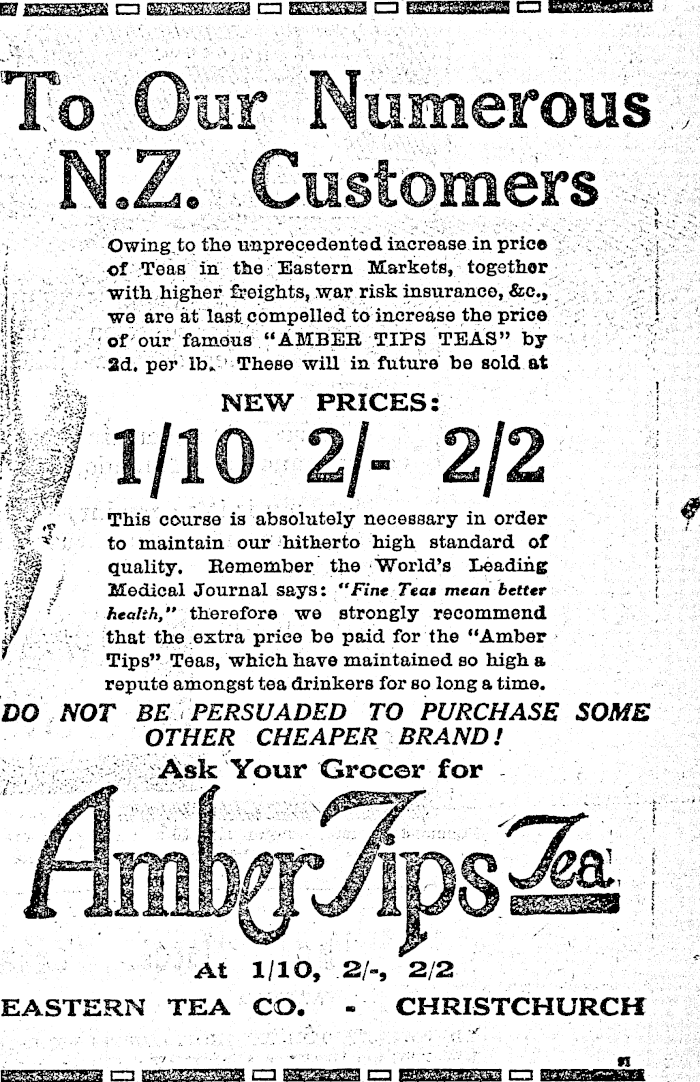 To Our Numerous
N.Z. Customers
Owing to the unprecedented increase in price
of Teas in the Eastern Markets, together
with higher freights, war risk insurance, &c.,
we are at last compelled to increase the price
of our famous "AMBER TIPS TEAS" by
2d. per lb. These will in future be sold at
NEW PRICES:
1/10 2/- 2/2
This course is absolutely necessary in order
to maintain our hitherto high standard of
quality. Remember the World's Leading
Medical Journal says: "Fine Teas mean better
health," therefore we strongly recommend
that the extra price be paid for the "Amber
Tips" Teas, which have maintained so high a
repute amongst tea drinkers for so long a time.
DO NOT BE PERSUADED TO PURCHASE SOME
OTHER CHEAPER BRAND!
Ask Your Grocer for
Amber Tips Tea
At 1/10, 2/-, 2/2
EASTERN TEA CO. - CHRISTCHURCH